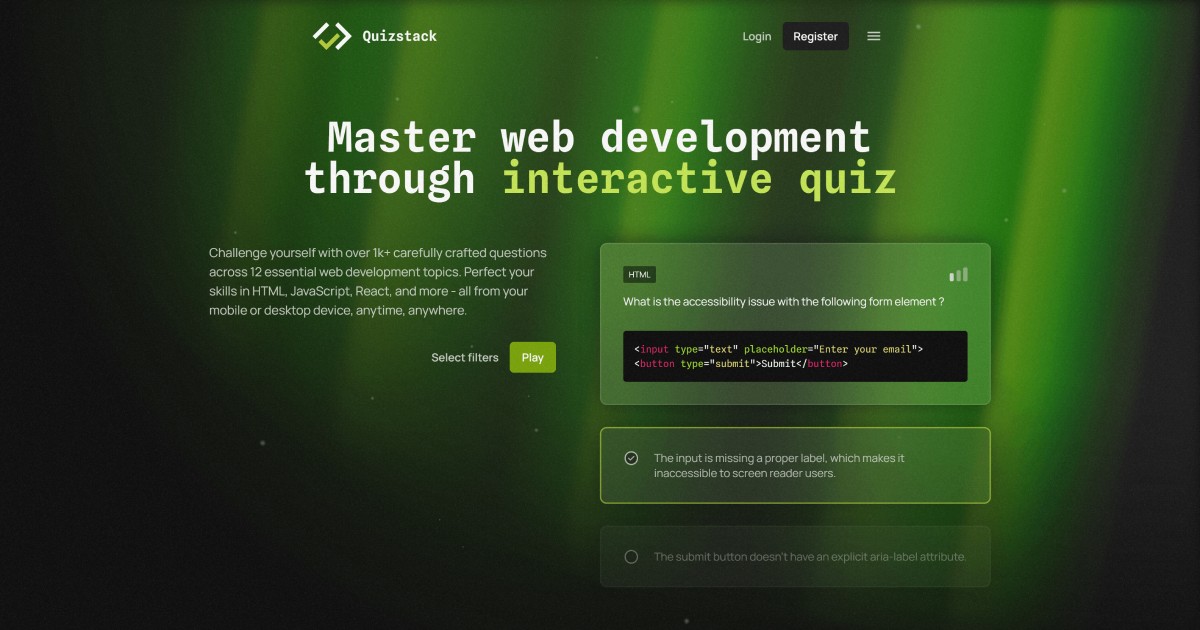 Quizstack
Login
Register
Master web development
through interactive quiz
Challenge yourself with over 1k+ carefully crafted questions
across 12 essential web development topics. Perfect your
skills in HTML, JavaScript, React, and more - all from your
mobile or desktop device, anytime, anywhere.
Select filters
Play
HTML
What is the accessibility issue with the following form element ?
<input type="text" placeholder="Enter your email">
<button type="submit">Submit</button>
The input is missing a proper label, which makes it
inaccessible to screen reader users.
The submit button doesn't have an explicit aria-label attribute.